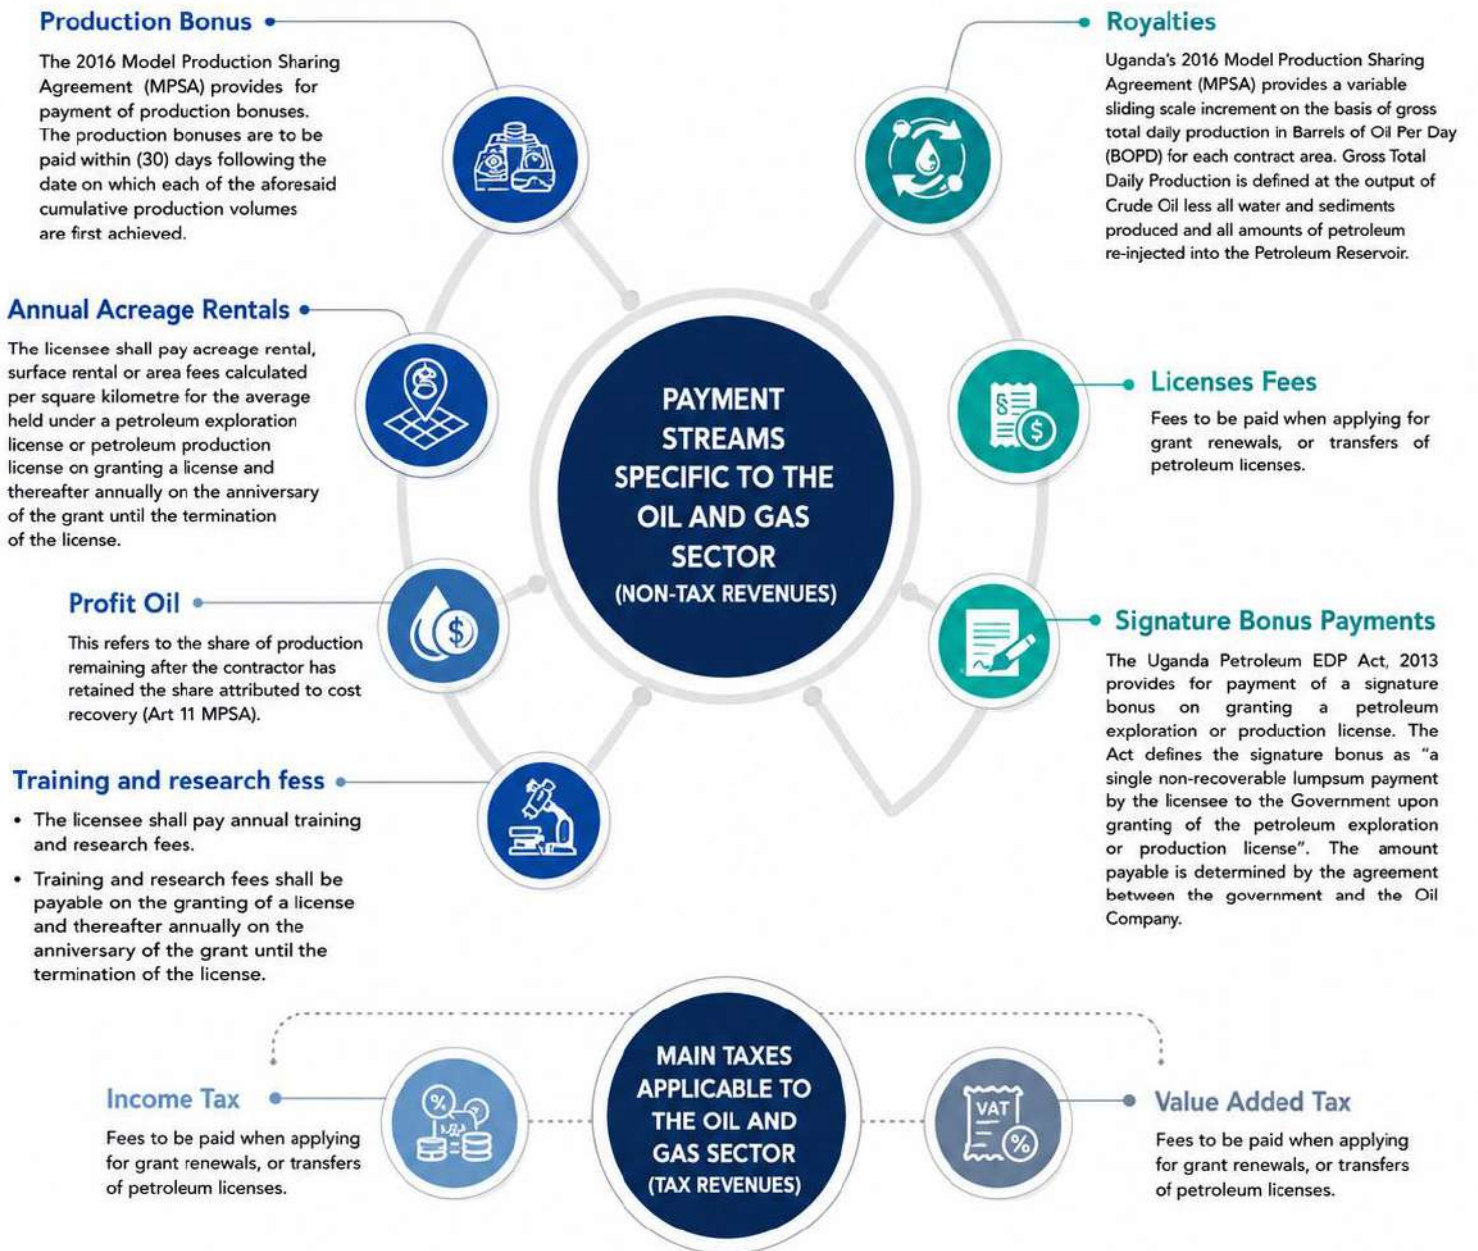 Production Bonus
The 2016 Model Production Sharing
Agreement (MPSA) provides for
payment of production bonuses.
The production bonuses are to be
paid within (30) days following the
date on which each of the aforesaid
cumulative production volumes
are first achieved.
Royalties
Uganda's 2016 Model Production Sharing
Agreement (MPSA) provides a variable
sliding scale increment on the basis of gross
total daily production in Barrels of Oil Per Day
(BOPD) for each contract area. Gross Total
Daily Production is defined at the output of
Crude Oil less all water and sediments
produced and all amounts of petroleum
re-injected into the Petroleum Reservoir.
Annual Acreage Rentals
The licensee shall pay acreage rental,
surface rental or area fees calculated
per square kilometre for the average
held under a petroleum exploration
license or petroleum production
license on granting a license and
thereafter annually on the anniversary
of the grant until the termination
of the license.
PAYMENT
STREAMS
SPECIFIC TO THE
OIL AND GAS
SECTOR
(NON-TAX REVENUES)
$
Licenses Fees
Fees to be paid when applying for
grant renewals, or transfers of
petroleum licenses.
Profit Oil
This refers to the share of production
remaining after the contractor has
retained the share attributed to cost
recovery (Art 11 MPSA).
$
Signature Bonus Payments
The Uganda Petroleum EDP Act, 2013
provides for payment of a signature
bonus on granting a petroleum
exploration or production license. The
Act defines the signature bonus as "a
single non-recoverable lumpsum payment
by the licensee to the Government upon
granting of the petroleum exploration
or production license". The amount
payable is determined by the agreement
between the government and the Oil
Company.
Training and research fess
• The licensee shall pay annual training
and research fees.
• Training and research fees shall be
payable on the granting of a license
and thereafter annually on the
anniversary of the grant until the
termination of the license.
MAIN TAXES
APPLICABLE TO
THE OIL AND
GAS SECTOR
(TAX REVENUES)
Income Tax
Fees to be paid when applying
for grant renewals, or transfers
of petroleum licenses.
%
VAT
%
Value Added Tax
Fees to be paid when applying
for grant renewals, or transfers
of petroleum licenses.